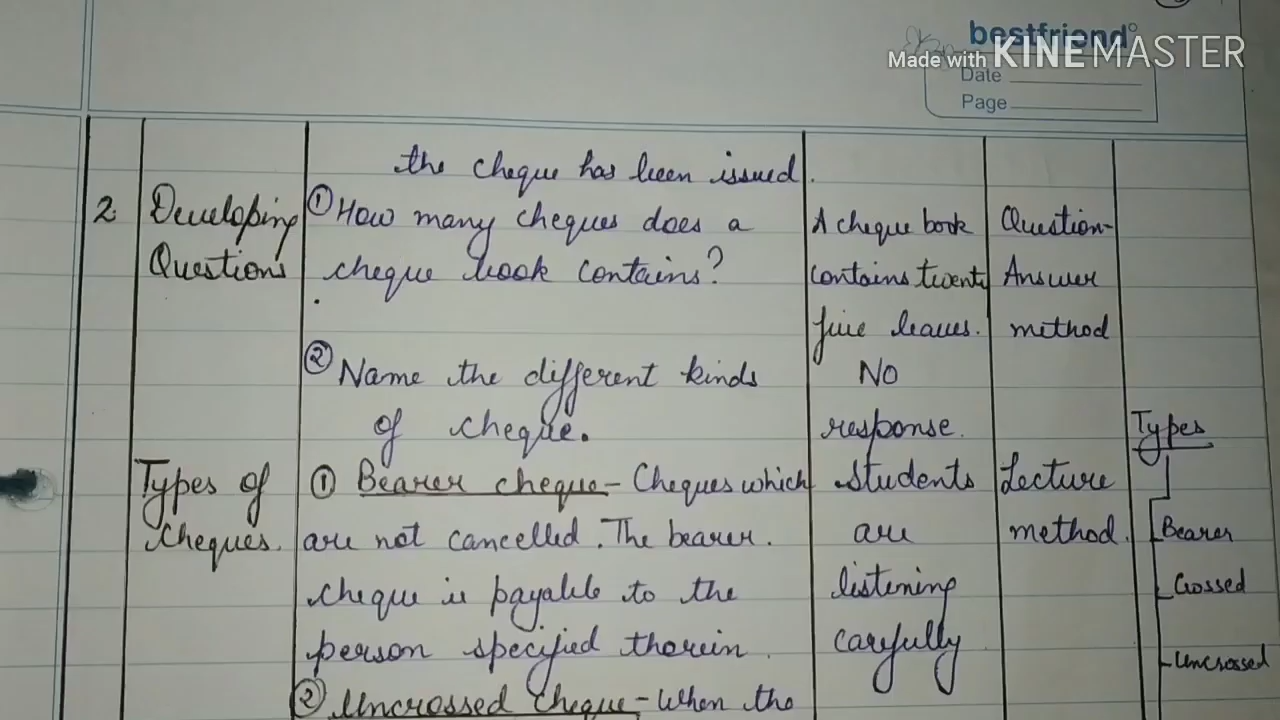 bestfriend
Made with KINEMASTER
Date
Page
the cheque has been issued.
2 Developing ① How many cheques does a A cheque book Question-
Questions cheque book contains? contains twenty Answer
five leaves. method
② Name the different kinds No
of cheque. response. Types
Types of ① Bearer cheque - Cheques which Students Lecture
Cheques. are not cancelled. The bearer. are method. Bearer
cheque is payable to the listening Crossed
person specified therein. carefully Uncrossed
② Uncrossed cheque - When the